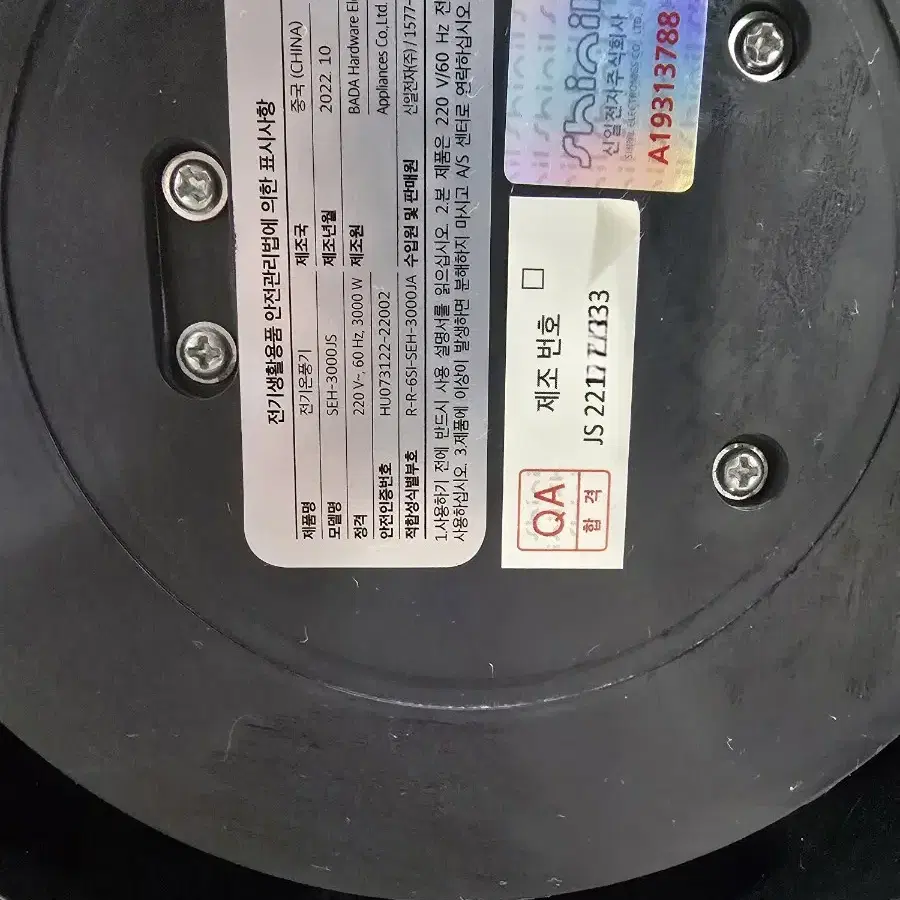 전기생활용품 안전관리법에 의한 표시사항
제품명 전기온풍기 제조국 중국 (CHINA)
모델명 SEH-3000JS 제조년월 2022. 10
정격 220 V~, 60 Hz, 3000 W 제조원 BADA Hardware Ele
Appliances Co.,Ltd.
안전인증번호 HU073122-22002
적합성식별부호 R-R-6SI-SEH-3000JA 수입원 및 판매원 신일전자(주) / 1577-
1.사용하기 전에 반드시 사용 설명서를 읽으십시오. 2.본 제품은 220 V/60 Hz 전
사용하십시오. 3.제품에 이상이 발생하면 분해하지 마시고 A/S 센터로 연락하십시오
shinil
신일전자주식회사
SHINIL ELECTRONICS CO., LTD.
A19313788
제조 번호 □
QA
합 격